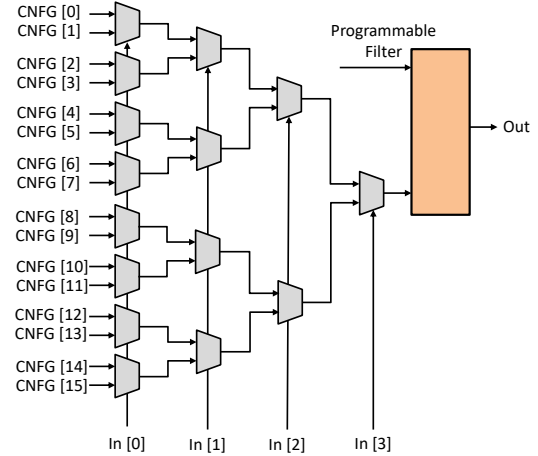 CNFG [0]
CNFG [1]
CNFG [2]
CNFG [3]
CNFG [4]
CNFG [5]
CNFG [6]
CNFG [7]
CNFG [8]
CNFG [9]
CNFG [10]
CNFG [11]
CNFG [12]
CNFG [13]
CNFG [14]
CNFG [15]
Programmable
Filter
Out
In [0]
In [1]
In [2]
In [3]